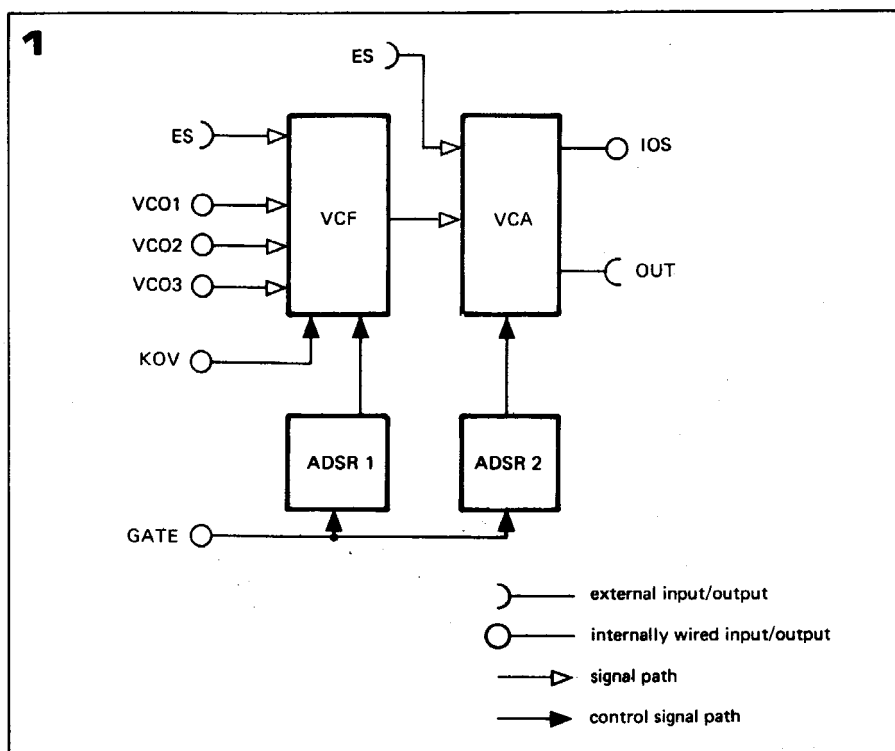 1
ES
ES
IOS
VCO1
VCF
VCA
VCO2
OUT
VCO3
KOV
ADSR 1
ADSR 2
GATE
external input/output
internally wired input/output
signal path
control signal path